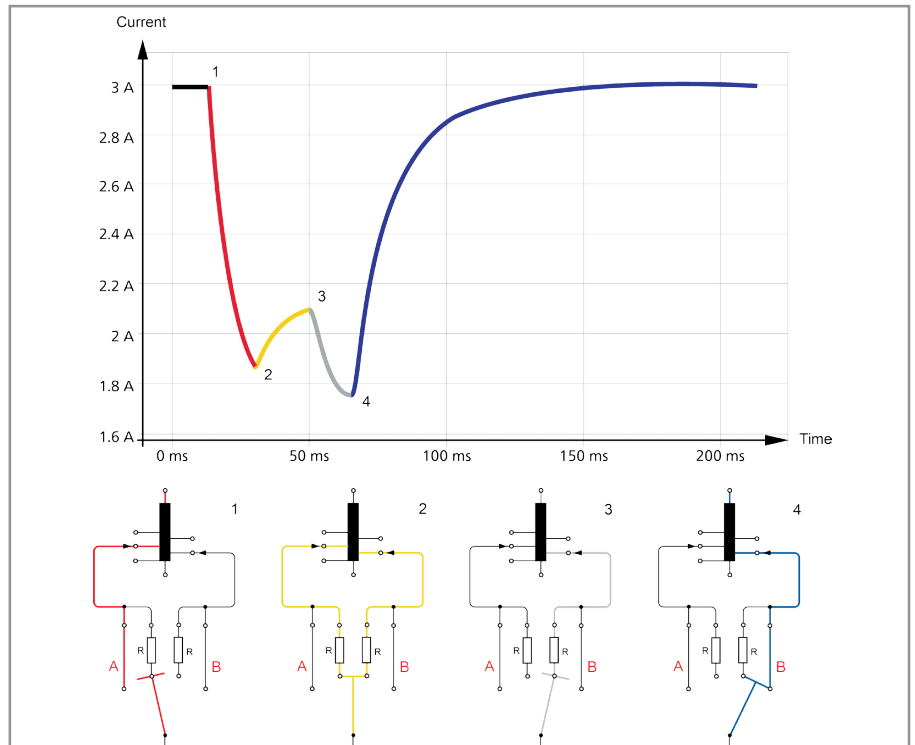 Current
1
3 A
2.8 A
2.6 A
2.4 A
2.2 A
3
2 A
2
1.8 A
4
1.6 A
Time
0 ms 50 ms 100 ms 150 ms 200 ms
1 2 3 4
R R R R R R R R
A B A B A B A B